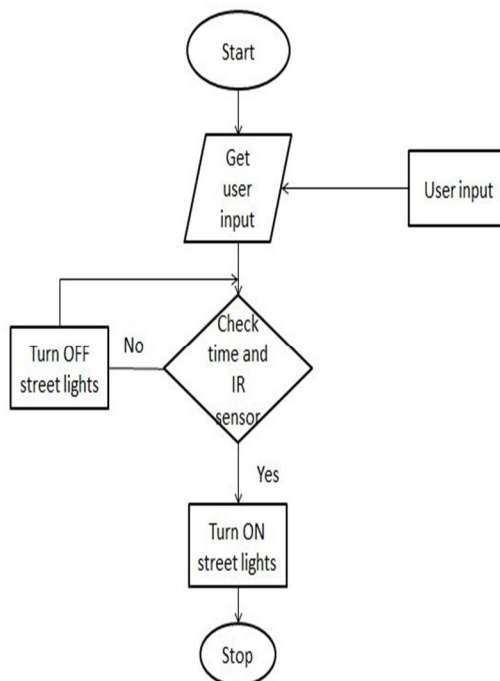 Start
Get
user
input
User input
Check
time and
IR
sensor
No
Turn OFF
street lights
Yes
Turn ON
street lights
Stop